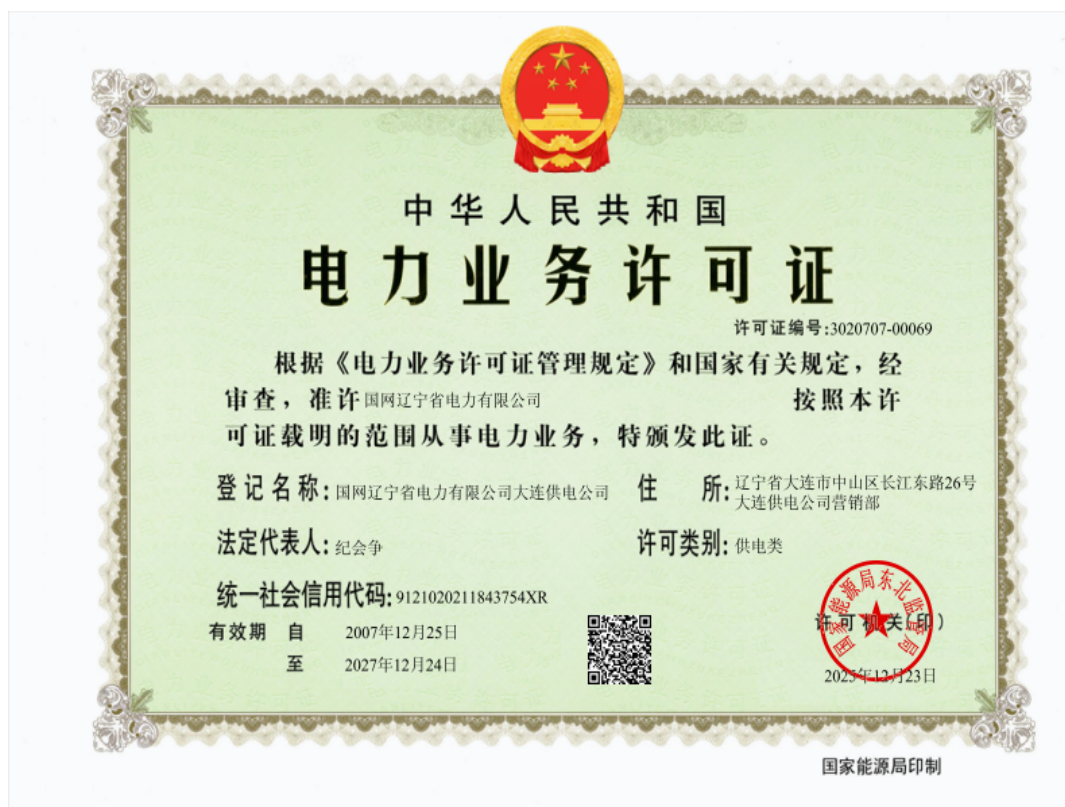 中华人民共和国
电力业务许可证
许可证编号:3020707-00069
根据《电力业务许可证管理规定》和国家有关规定，经
审查，准许国网辽宁省电力有限公司 按照本许
可证载明的范围从事电力业务，特颁发此证。
登记名称:国网辽宁省电力有限公司大连供电公司
住 所:辽宁省大连市中山区长江东路26号
大连供电公司营销部
法定代表人:纪会争
许可类别:供电类
统一社会信用代码:9121020211843754XR
有效期 自 2007年12月25日
至 2027年12月24日
国家能源局东北监管局
许可机关(印)
2025年12月23日
国家能源局印制